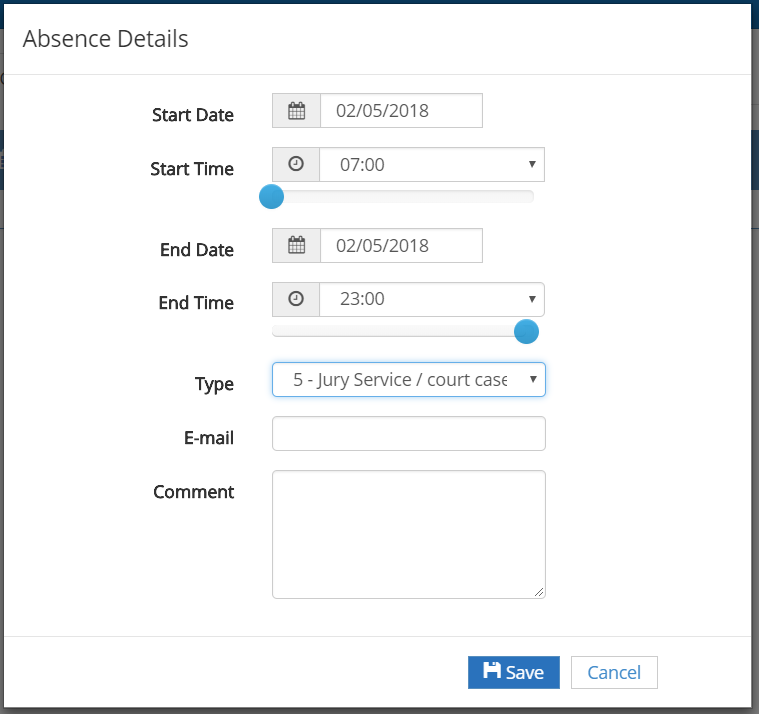 Absence Details
Start Date 02/05/2018
Start Time 07:00
End Date 02/05/2018
End Time 23:00
Type 5 - Jury Service / court case
E-mail
Comment
Save Cancel